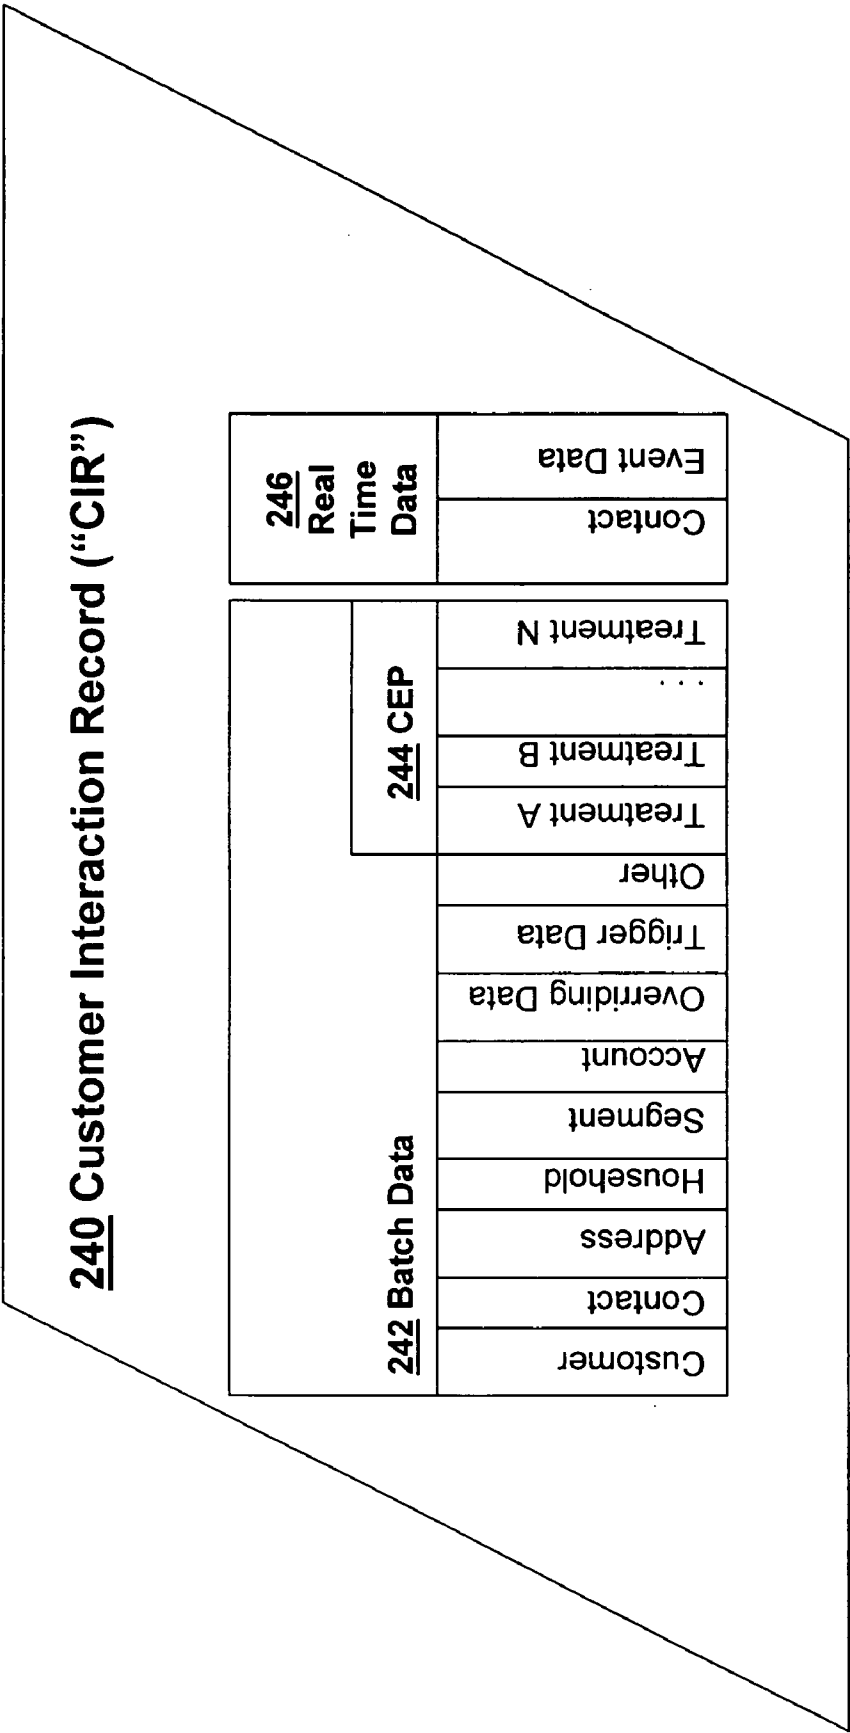 240 Customer Interaction Record (“CIR”)
242 Batch Data
244 CEP
246
Real
Time
Data
Customer
Contact
Address
Household
Segment
Account
Overriding Data
Trigger Data
Other
Treatment A
Treatment B
. . .
Treatment N
Contact
Event Data